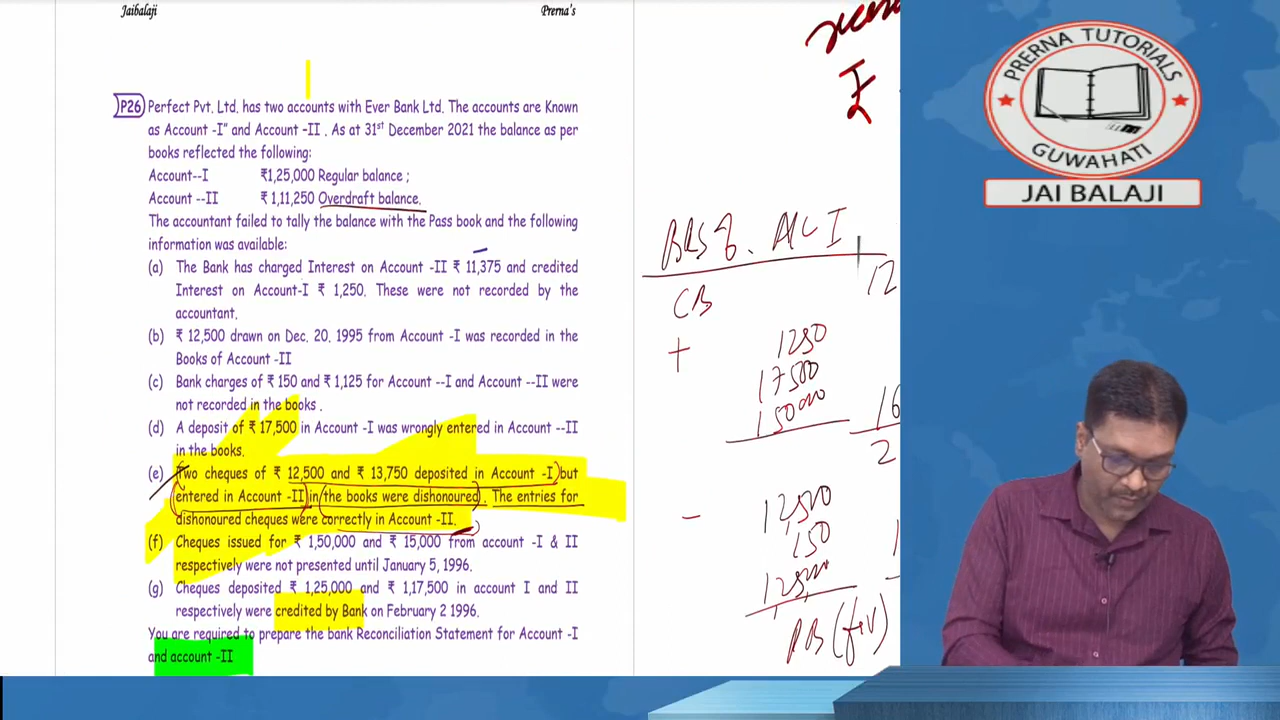 Jaibalaji
Prerna's
P26 Perfect Pvt. Ltd. has two accounts with Ever Bank Ltd. The accounts are Known
as Account -I" and Account -II . As at 31st December 2021 the balance as per
books reflected the following:
Account--I ₹1,25,000 Regular balance ;
Account --II ₹ 1,11,250 Overdraft balance.
The accountant failed to tally the balance with the Pass book and the following
information was available:
(a) The Bank has charged Interest on Account -II ₹ 11,375 and credited
Interest on Account-I ₹ 1,250. These were not recorded by the
accountant.
(b) ₹ 12,500 drawn on Dec. 20. 1995 from Account -I was recorded in the
Books of Account -II
(c) Bank charges of ₹ 150 and ₹ 1,125 for Account --I and Account --II were
not recorded in the books .
(d) A deposit of ₹ 17,500 in Account -I was wrongly entered in Account --II
in the books.
(e) Two cheques of ₹ 12,500 and ₹ 13,750 deposited in Account -I but
entered in Account -II in the books were dishonoured . The entries for
dishonoured cheques were correctly in Account -II.
(f) Cheques issued for ₹ 1,50,000 and ₹ 15,000 from account -I & II
respectively were not presented until January 5, 1996.
(g) Cheques deposited ₹ 1,25,000 and ₹ 1,17,500 in account I and II
respectively were credited by Bank on February 2 1996.
You are required to prepare the bank Reconciliation Statement for Account -I
and account -II
₹
BRS of. A/C I
CB 12
+ 1250
17500
150000 16
2
- 12,500
150 1
125000
PB (fav)
PRERNA TUTORIALS
GUWAHATI
JAI BALAJI